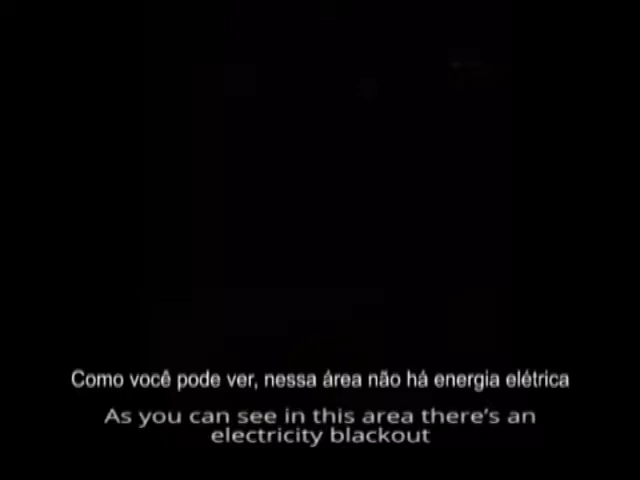 Como você pode ver, nessa área não há energia elétrica
As you can see in this area there's an
electricity blackout